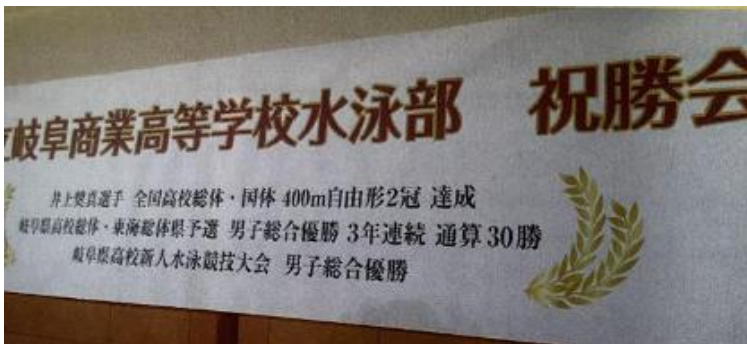 立岐阜商業高等学校水泳部 祝勝会
井上奨真選手 全国高校総体・国体 400m自由形2冠 達成
岐阜県高校総体・東海総体県予選 男子総合優勝 3年連続 通算30勝
岐阜県高校新人水泳競技大会 男子総合優勝